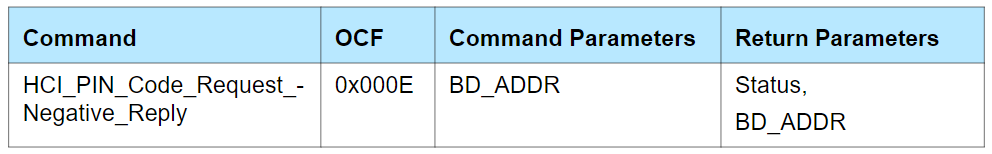 Command OCF Command Parameters Return Parameters
HCI_PIN_Code_Request_- 0x000E BD_ADDR Status,
Negative_Reply BD_ADDR